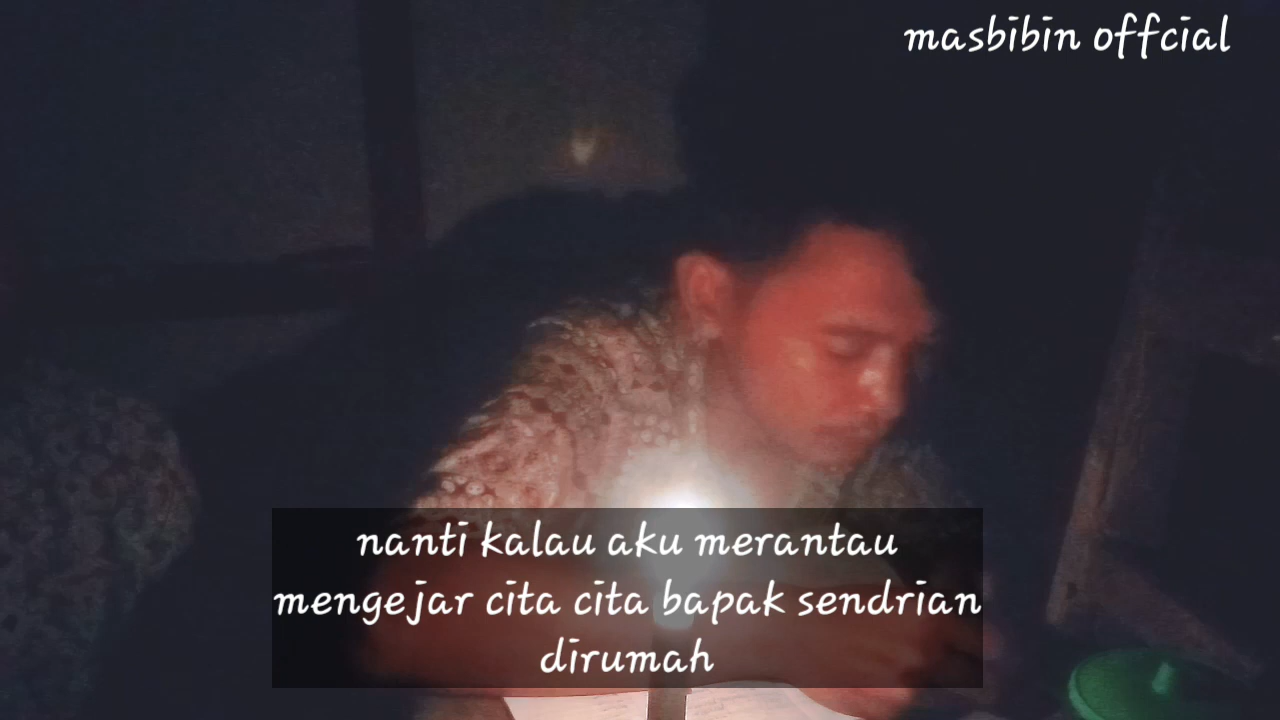 masbibin offcial
nanti kalau aku merantau
mengejar cita cita bapak sendrian
dirumah